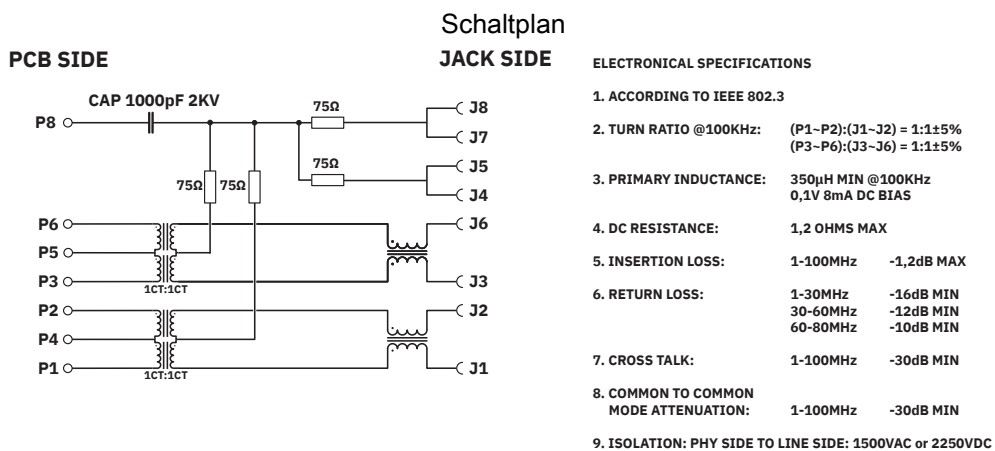 Schaltplan
PCB SIDE
JACK SIDE
CAP 1000pF 2KV
75Ω
J8
P8
J7
75Ω
J5
75Ω 75Ω
J4
P6
J6
P5
P3
J3
1CT:1CT
P2
J2
P4
P1
J1
1CT:1CT
ELECTRONICAL SPECIFICATIONS
1. ACCORDING TO IEEE 802.3
2. TURN RATIO @100KHz: (P1~P2):(J1~J2) = 1:1±5%
(P3~P6):(J3~J6) = 1:1±5%
3. PRIMARY INDUCTANCE: 350µH MIN @100KHz
0,1V 8mA DC BIAS
4. DC RESISTANCE: 1,2 OHMS MAX
5. INSERTION LOSS: 1-100MHz -1,2dB MAX
6. RETURN LOSS: 1-30MHz -16dB MIN
30-60MHz -12dB MIN
60-80MHz -10dB MIN
7. CROSS TALK: 1-100MHz -30dB MIN
8. COMMON TO COMMON
MODE ATTENUATION: 1-100MHz -30dB MIN
9. ISOLATION: PHY SIDE TO LINE SIDE: 1500VAC or 2250VDC